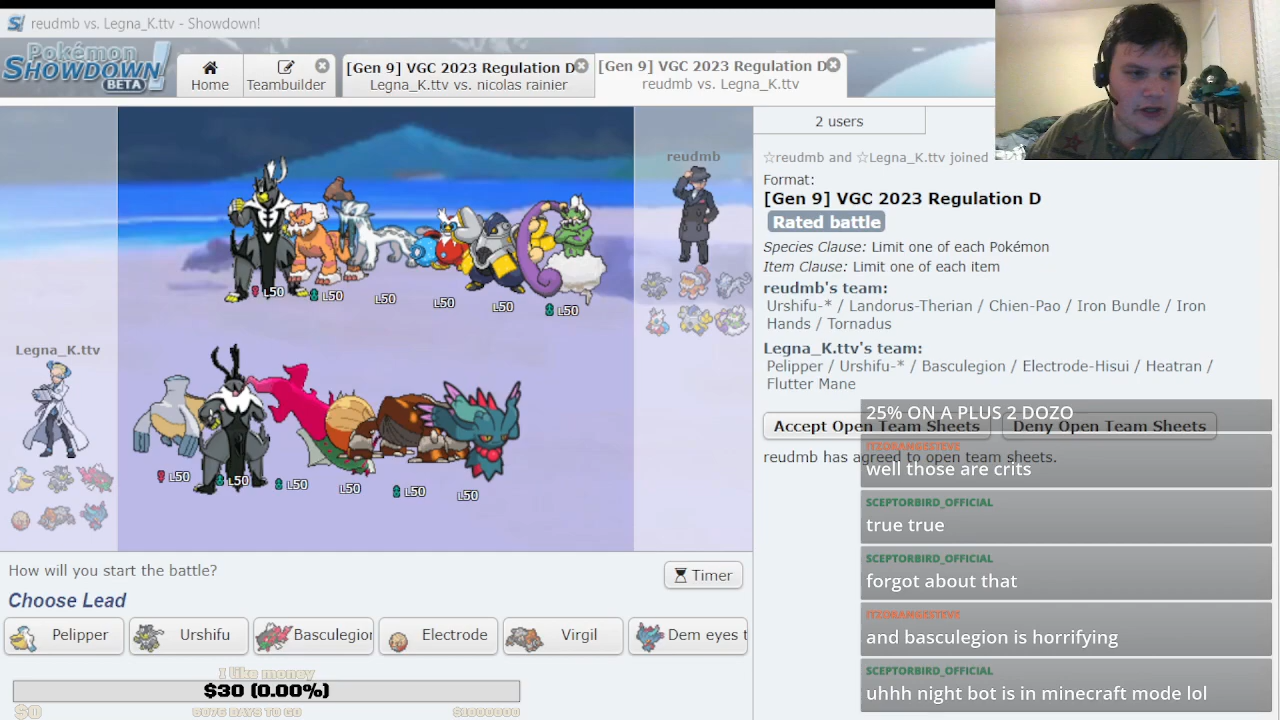 reudmb vs. Legna_K.ttv - Showdown!
Pokémon
SHOWDOWN!
BETA
Home
Teambuilder
[Gen 9] VGC 2023 Regulation D
Legna_K.ttv vs. nicolas rainier
[Gen 9] VGC 2023 Regulation D
reudmb vs. Legna_K.ttv
2 users
reudmb
Legna_K.ttv
L50 L50 L50 L50 L50 L50
L50 L50 L50 L50 L50 L50
☆reudmb and ☆Legna_K.ttv joined
Format:
[Gen 9] VGC 2023 Regulation D
Rated battle
Species Clause: Limit one of each Pokémon
Item Clause: Limit one of each item
reudmb's team:
Urshifu-* / Landorus-Therian / Chien-Pao / Iron Bundle / Iron
Hands / Tornadus
Legna_K.ttv's team:
Pelipper / Urshifu-* / Basculegion / Electrode-Hisui / Heatran /
Flutter Mane
Accept Open Team Sheets
Deny Open Team Sheets
reudmb has agreed to open team sheets.
25% ON A PLUS 2 DOZO
ITZORANGESTEVE
well those are crits
SCEPTORBIRD_OFFICIAL
true true
SCEPTORBIRD_OFFICIAL
forgot about that
ITZORANGESTEVE
and basculegion is horrifying
SCEPTORBIRD_OFFICIAL
uhhh night bot is in minecraft mode lol
How will you start the battle?
Timer
Choose Lead
Pelipper
Urshifu
Basculegion
Electrode
Virgil
Dem eyes t
I like money
$30 (0.00%)
$0
$1000000